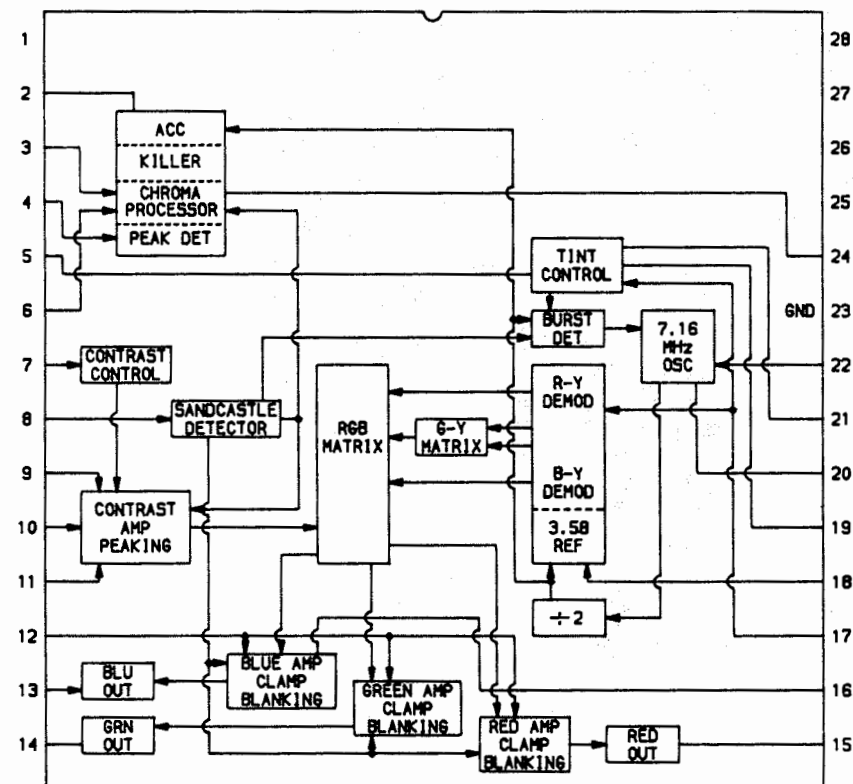 1
28
2
27
ACC
3
26
KILLER
CHROMA
PROCESSOR
4
25
PEAK DET
5
24
TINT
CONTROL
6
GND
23
BURST
DET
7.16
MHz
OSC
CONTRAST
CONTROL
7
22
R-Y
DEMOD
SANDCASTLE
DETECTOR
8
21
RGB
MATRIX
G-Y
MATRIX
9
20
B-Y
DEMOD
CONTRAST
AMP
PEAKING
10
19
3.58
REF
11
18
÷2
12
17
BLUE AMP
CLAMP
BLANKING
BLU
OUT
13
16
GREEN AMP
CLAMP
BLANKING
GRN
OUT
14
RED AMP
CLAMP
BLANKING
RED
OUT
15